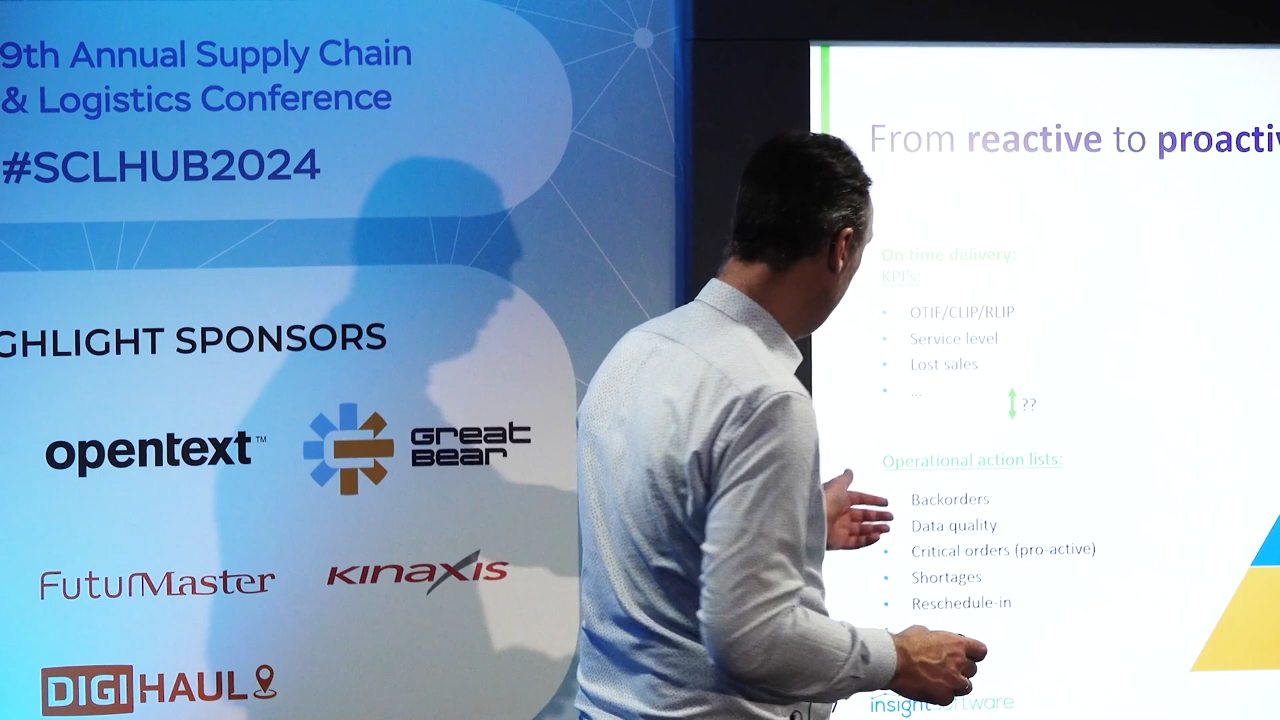 9th Annual Supply Chain
& Logistics Conference
#SCLHUB2024
GHLIGHT SPONSORS
opentext™
GREAT
BEAR
FuturMaster
KINAXIS
DIGIHAUL
From reactive to proactiv
On time delivery:
KPI's:
• OTIF/CLIP/RLIP
• Service level
• Lost sales
• ...
??
Operational action lists:
Backorders
• Data quality
• Critical orders (pro-active)
• Shortages
• Reschedule-in
insightsoftware